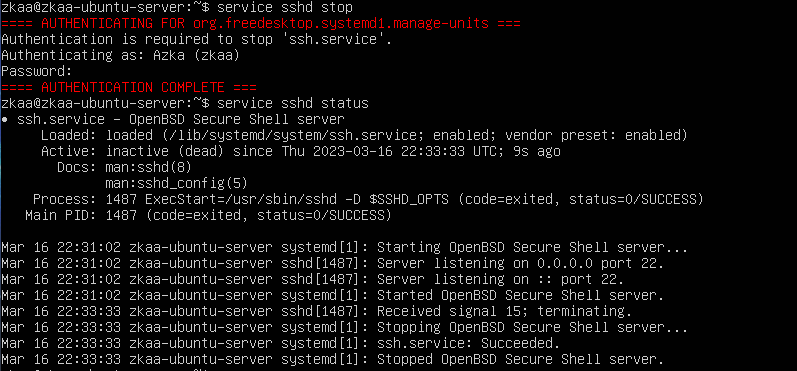 zkaa@zkaa-ubuntu-server:~$ service sshd stop
==== AUTHENTICATING FOR org.freedesktop.systemd1.manage-units ===
Authentication is required to stop 'ssh.service'.
Authenticating as: Azka (zkaa)
Password:
==== AUTHENTICATION COMPLETE ===
zkaa@zkaa-ubuntu-server:~$ service sshd status
● ssh.service - OpenBSD Secure Shell server
Loaded: loaded (/lib/systemd/system/ssh.service; enabled; vendor preset: enabled)
Active: inactive (dead) since Thu 2023-03-16 22:33:33 UTC; 9s ago
Docs: man:sshd(8)
man:sshd_config(5)
Process: 1487 ExecStart=/usr/sbin/sshd -D $SSHD_OPTS (code=exited, status=0/SUCCESS)
Main PID: 1487 (code=exited, status=0/SUCCESS)
Mar 16 22:31:02 zkaa-ubuntu-server systemd[1]: Starting OpenBSD Secure Shell server...
Mar 16 22:31:02 zkaa-ubuntu-server sshd[1487]: Server listening on 0.0.0.0 port 22.
Mar 16 22:31:02 zkaa-ubuntu-server sshd[1487]: Server listening on :: port 22.
Mar 16 22:31:02 zkaa-ubuntu-server systemd[1]: Started OpenBSD Secure Shell server.
Mar 16 22:33:33 zkaa-ubuntu-server sshd[1487]: Received signal 15; terminating.
Mar 16 22:33:33 zkaa-ubuntu-server systemd[1]: Stopping OpenBSD Secure Shell server...
Mar 16 22:33:33 zkaa-ubuntu-server systemd[1]: ssh.service: Succeeded.
Mar 16 22:33:33 zkaa-ubuntu-server systemd[1]: Stopped OpenBSD Secure Shell server.